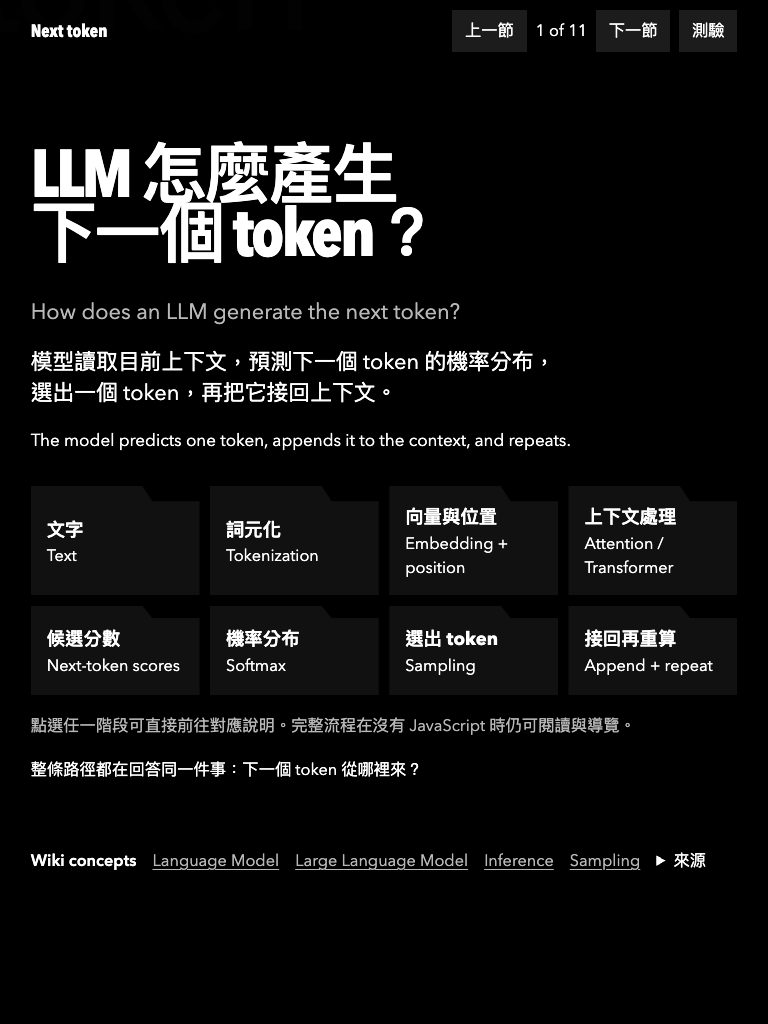 Next token
上一節
1 of 11
下一節
測驗
LLM 怎麼產生
下一個 token？
How does an LLM generate the next token?
模型讀取目前上下文，預測下一個 token 的機率分布，
選出一個 token，再把它接回上下文。
The model predicts one token, appends it to the context, and repeats.
文字
Text
詞元化
Tokenization
向量與位置
Embedding +
position
上下文處理
Attention /
Transformer
候選分數
Next-token scores
機率分布
Softmax
選出 token
Sampling
接回再重算
Append + repeat
點選任一階段可直接前往對應說明。完整流程在沒有 JavaScript 時仍可閱讀與導覽。
整條路徑都在回答同一件事：下一個 token 從哪裡來？
Wiki concepts Language Model Large Language Model Inference Sampling ▶ 來源